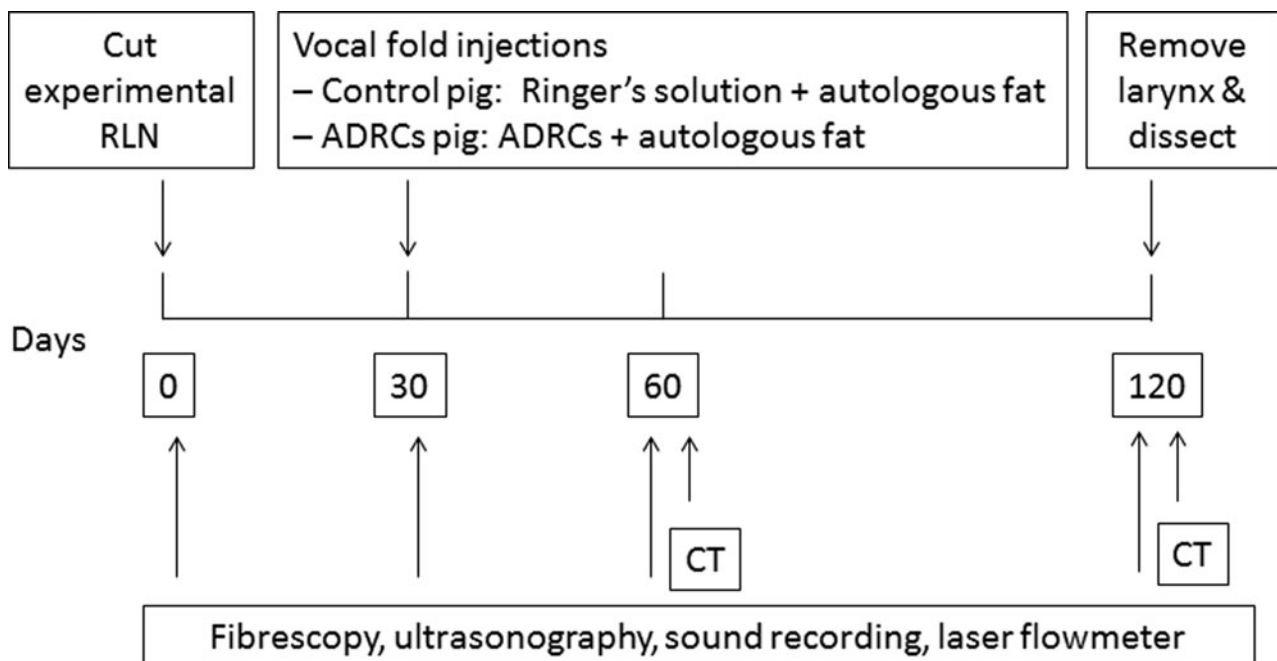 Cut
experimental
RLN
Vocal fold injections
– Control pig: Ringer's solution + autologous fat
– ADRCs pig: ADRCs + autologous fat
Remove
larynx &
dissect
Days
0
30
60
120
CT
CT
Fibrescopy, ultrasonography, sound recording, laser flowmeter